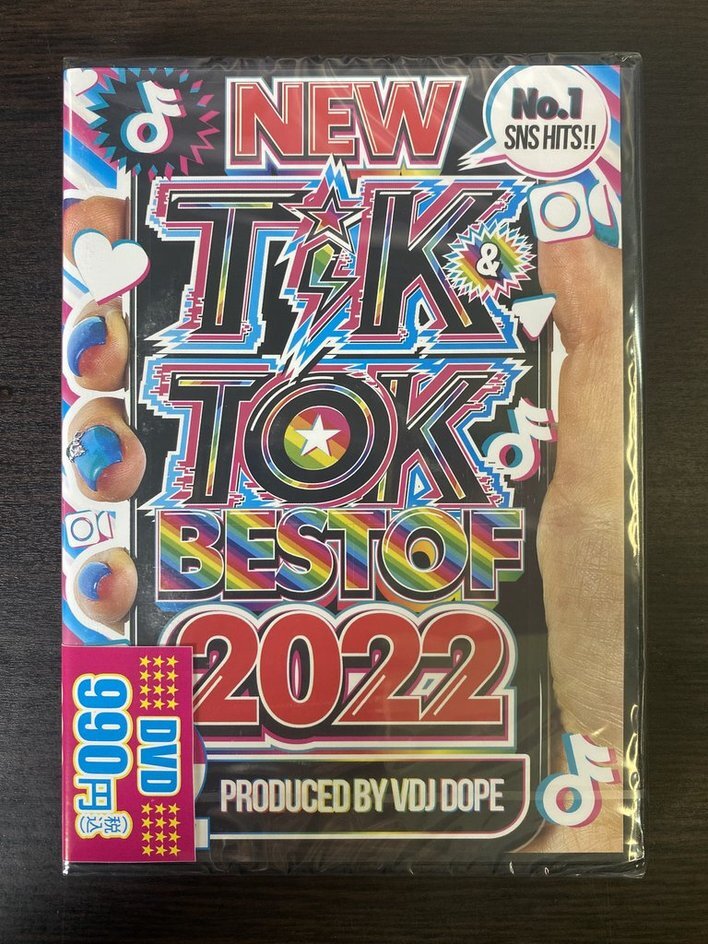 NEW
No.1
SNS HITS!!
TiK
&
TOK
BEST OF
2022
PRODUCED BY VDJ DOPE
DVD
990円(税込)